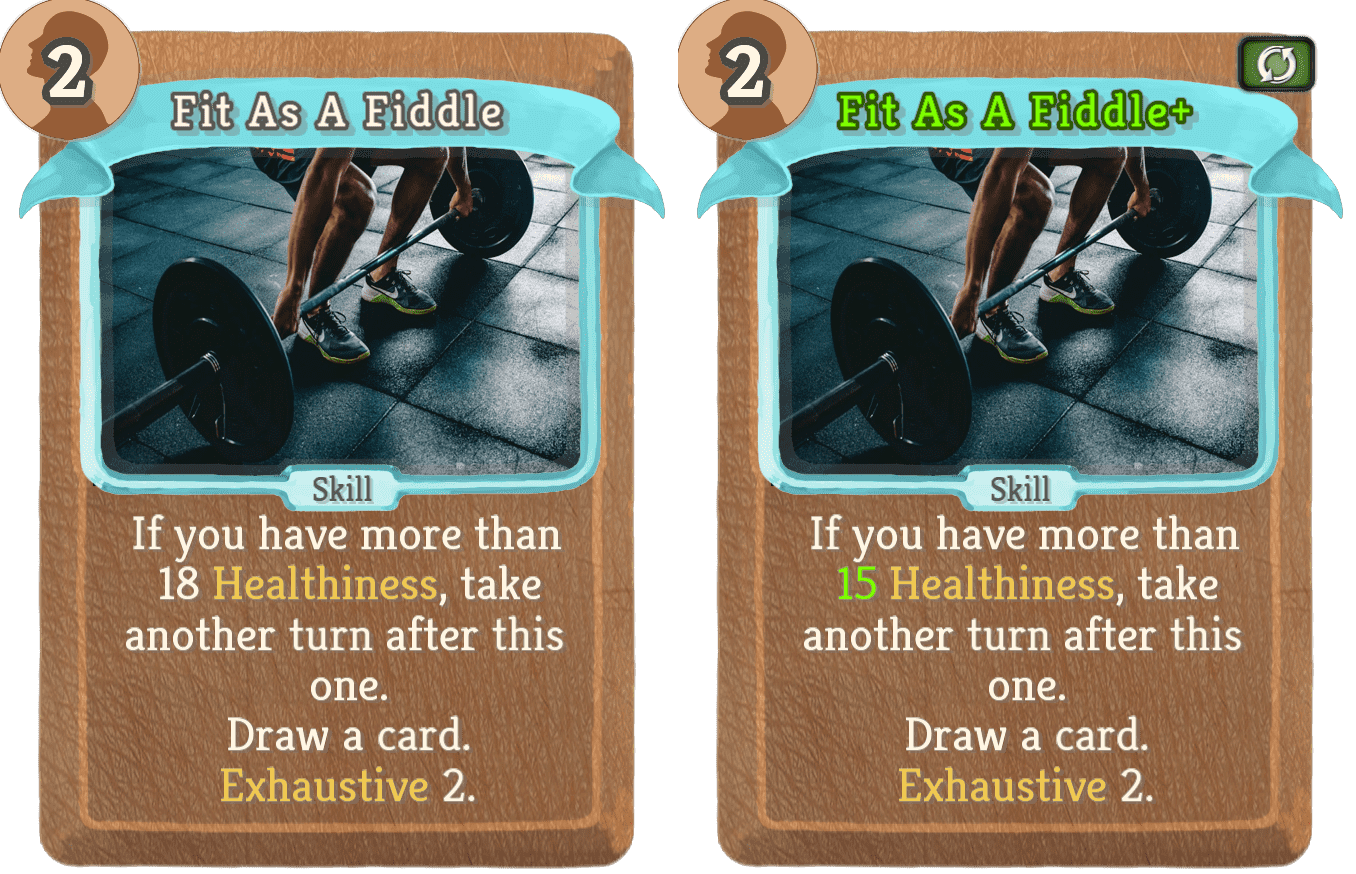 2
Fit As A Fiddle
Skill
If you have more than
18 Healthiness, take
another turn after this
one.
Draw a card.
Exhaustive 2.
2
Fit As A Fiddle+
Skill
If you have more than
15 Healthiness, take
another turn after this
one.
Draw a card.
Exhaustive 2.